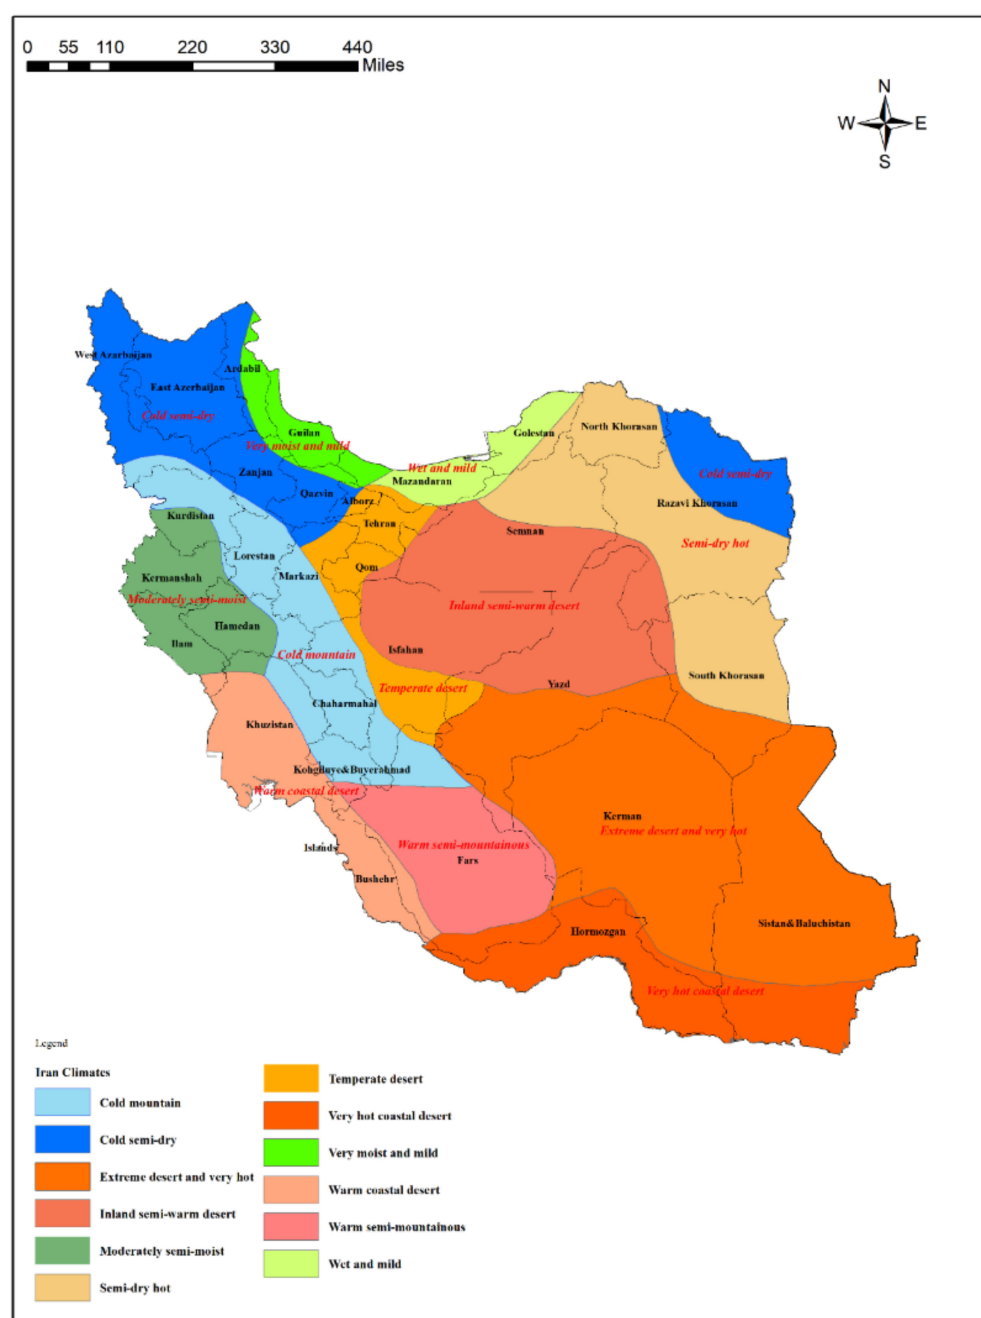 0 55 110 220 330 440
Miles
N
W E
S
West Azarbaijan
Ardabil
East Azerbaijan
Cold semi-dry
Guilan
Very moist and mild
Golestan
North Khorasan
Wet and mild
Mazandaran
Cold semi-dry
Zanjan
Qazvin
Alborz
Razavi Khorasan
Kurdistan
Tehran
Semnan
Semi-dry hot
Lorestan
Markazi
Qom
Kermanshah
Moderately semi-moist
Inland semi-warm desert
Hamedan
Ilam
Isfahan
Cold mountain
South Khorasan
Temperate desert
Yazd
Ghaharmahal
Khuzistan
Kohgiluye&Buyerahmad
Warm coastal desert
Kerman
Extreme desert and very hot
Islands
Warm semi-mountainous
Fars
Bushehr
Sistan&Baluchistan
Hormozgan
Very hot coastal desert
Legend
Iran Climates
Cold mountain
Cold semi-dry
Extreme desert and very hot
Inland semi-warm desert
Moderately semi-moist
Semi-dry hot
Temperate desert
Very hot coastal desert
Very moist and mild
Warm coastal desert
Warm semi-mountainous
Wet and mild